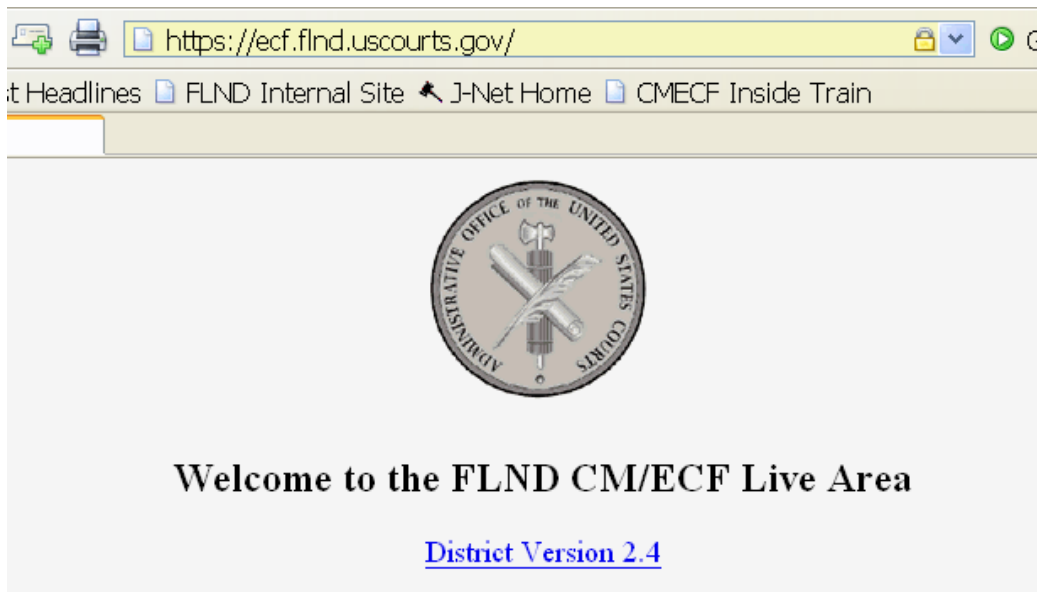 https://ecf.flnd.uscourts.gov/ G
st Headlines FLND Internal Site J-Net Home CMECF Inside Train
ADMINISTRATIVE OFFICE OF THE UNITED STATES COURTS
Welcome to the FLND CM/ECF Live Area
District Version 2.4